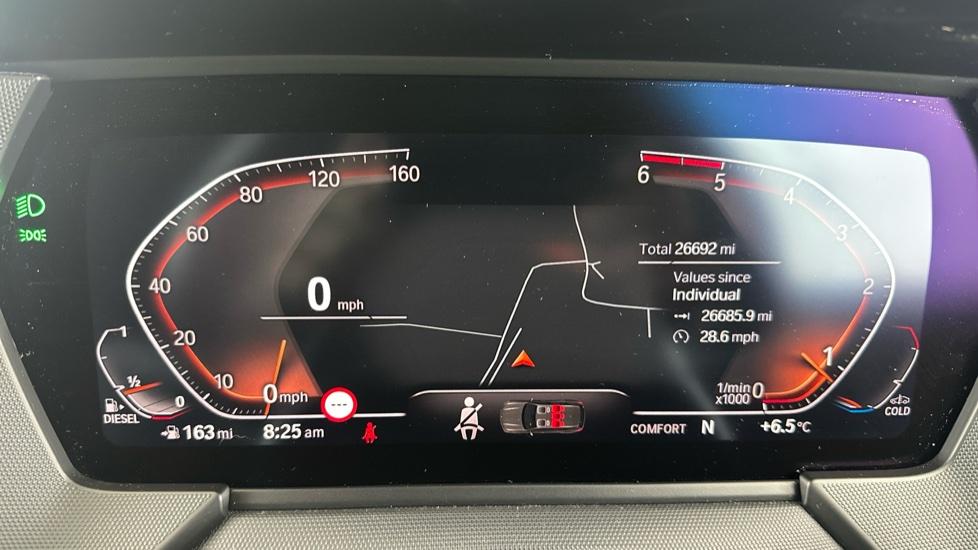 160
120
80
60
40
20
10
0 mph
0 mph
6
5
4
3
2
1
0
1/min
x1000
Total 26692 mi
Values since
Individual
26685.9 mi
28.6 mph
1
1/2
0
DIESEL
163 mi
8:25 am
---
COMFORT N
+6.5°C
COLD